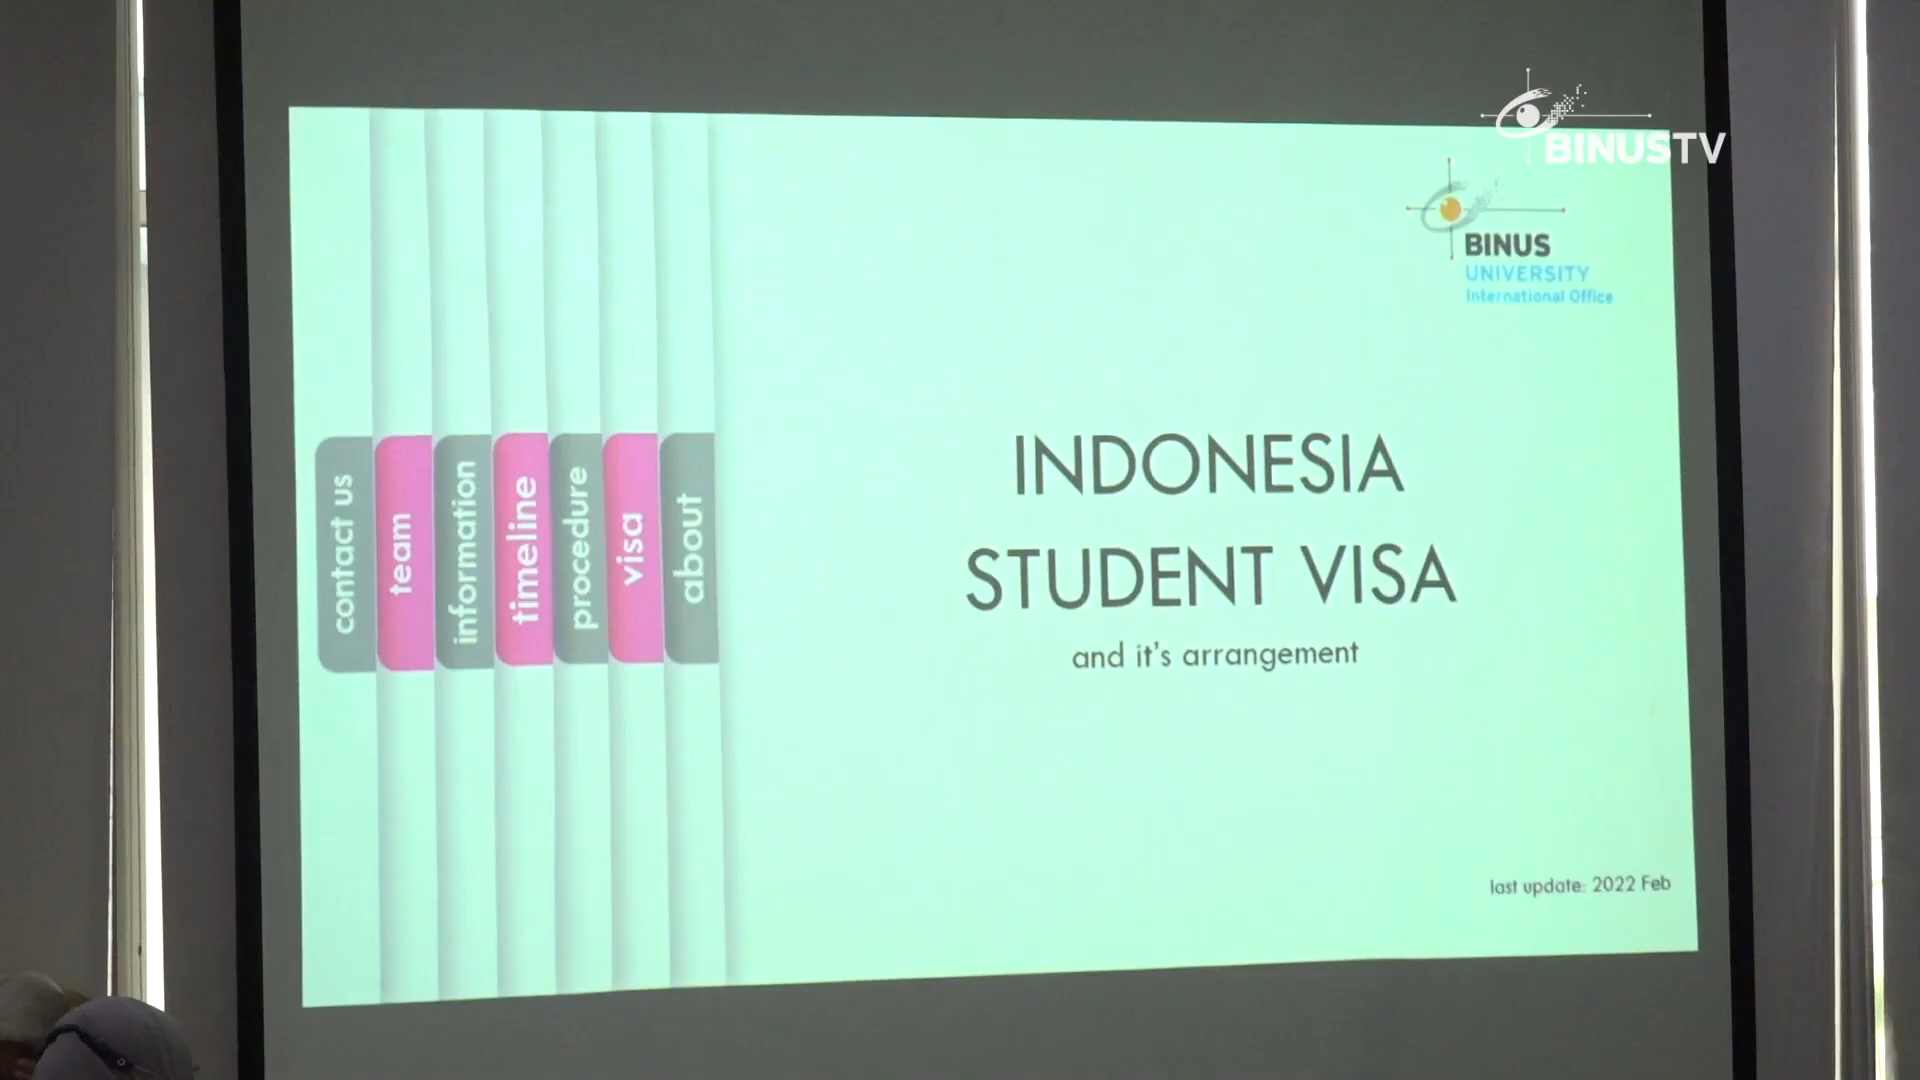 BINUSTV
BINUS
UNIVERSITY
International Office
contact us
team
information
timeline
procedure
visa
about
INDONESIA
STUDENT VISA
and it's arrangement
last update: 2022 Feb